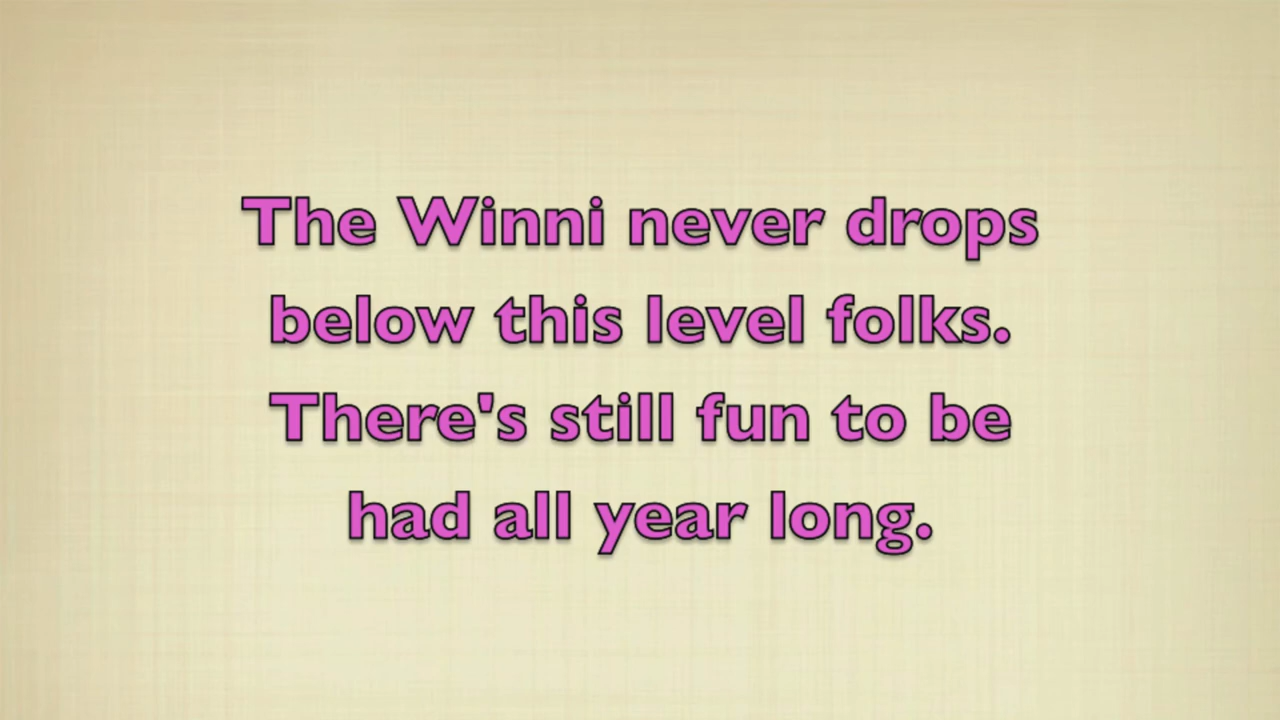 The Winni never drops
below this level folks.
There's still fun to be
had all year long.